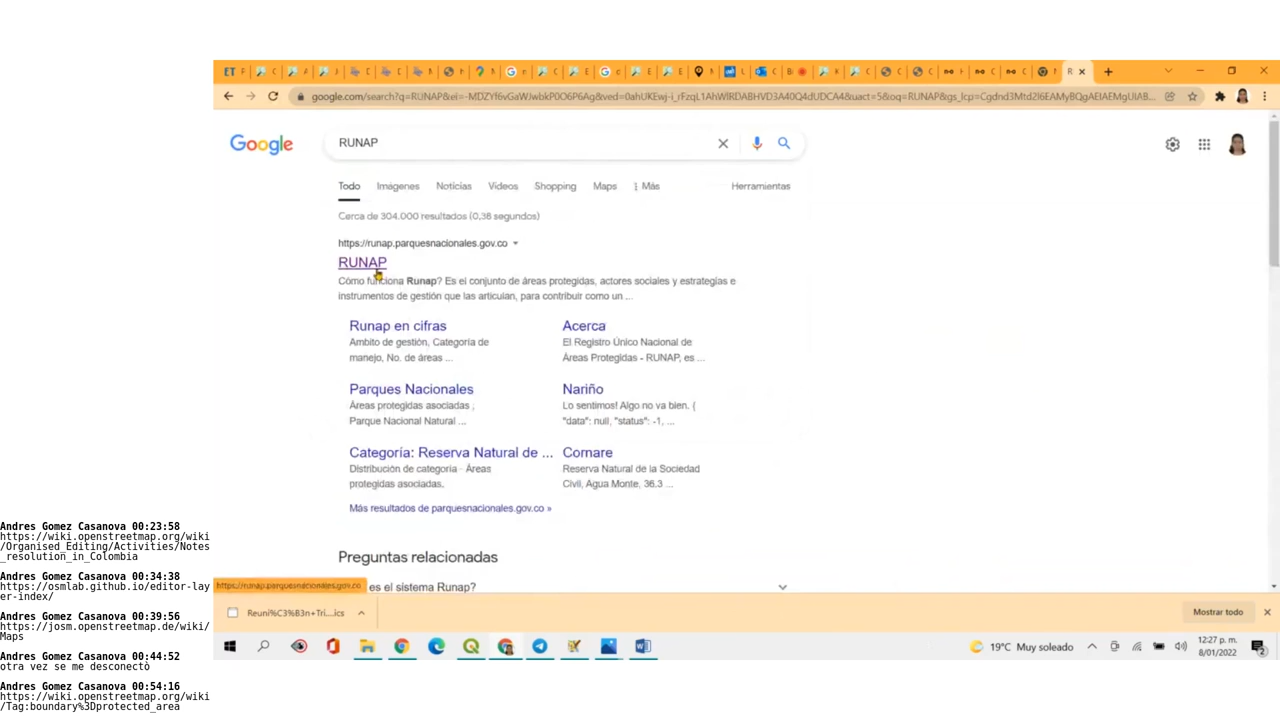 google.com/search?q=RUNAP&ei=-MDZYf6vGaWJwbkP0O6P6Ag&ved=0ahUKEwj-i_rFzqL1AhWlRDABHVD3A40Q4dUDCA4&uact=5&oq=RUNAP&gs_lcp=Cgdnd3Mtd2l6EAMyBQgAEIAEMgUIAB...
Google
RUNAP
Todo
Imágenes
Noticias
Vídeos
Shopping
Maps
Más
Herramientas
Cerca de 304.000 resultados (0,36 segundos)
https://runap.parquesnacionales.gov.co
RUNAP
Cómo funciona Runap? Es el conjunto de áreas protegidas, actores sociales y estrategias e
instrumentos de gestión que las articulan, para contribuir como un ...
Runap en cifras
Ambito de gestión, Categoría de
manejo, No. de áreas ...
Acerca
El Registro Único Nacional de
Áreas Protegidas - RUNAP, es ...
Parques Nacionales
Áreas protegidas asociadas ,
Parque Nacional Natural ...
Nariño
Lo sentimos! Algo no va bien. {
"data": null, "status": -1, ...
Categoría: Reserva Natural de ...
Distribución de categoria · Áreas
protegidas asociadas.
Cornare
Reserva Natural de la Sociedad
Civil, Agua Monte, 36.3 ...
Más resultados de parquesnacionales.gov.co »
Preguntas relacionadas
es el sistema Runap?
https://runap.parquesnacionales.gov.co
Reuni%C3%B3n+Tri....ics
Mostrar todo
19°C Muy soleado
12:27 p. m.
8/01/2022
2
Andres Gomez Casanova 00:23:58
https://wiki.openstreetmap.org/wiki
/Organised_Editing/Activities/Notes
_resolution_in_Colombia
Andres Gomez Casanova 00:34:38
https://osmlab.github.io/editor-lay
er-index/
Andres Gomez Casanova 00:39:56
https://josm.openstreetmap.de/wiki/
Maps
Andres Gomez Casanova 00:44:52
otra vez se me desconectò
Andres Gomez Casanova 00:54:16
https://wiki.openstreetmap.org/wiki
/Tag:boundary%3Dprotected_area